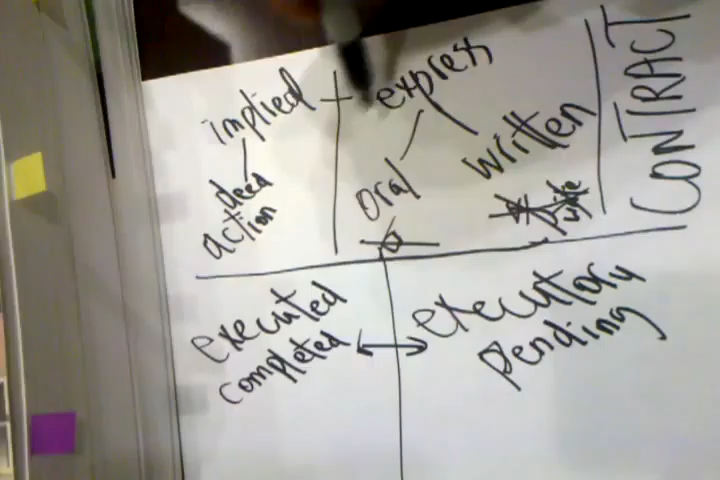 CONTRACT
implied
express
deed
action
oral
written
executed
completed
executory
pending